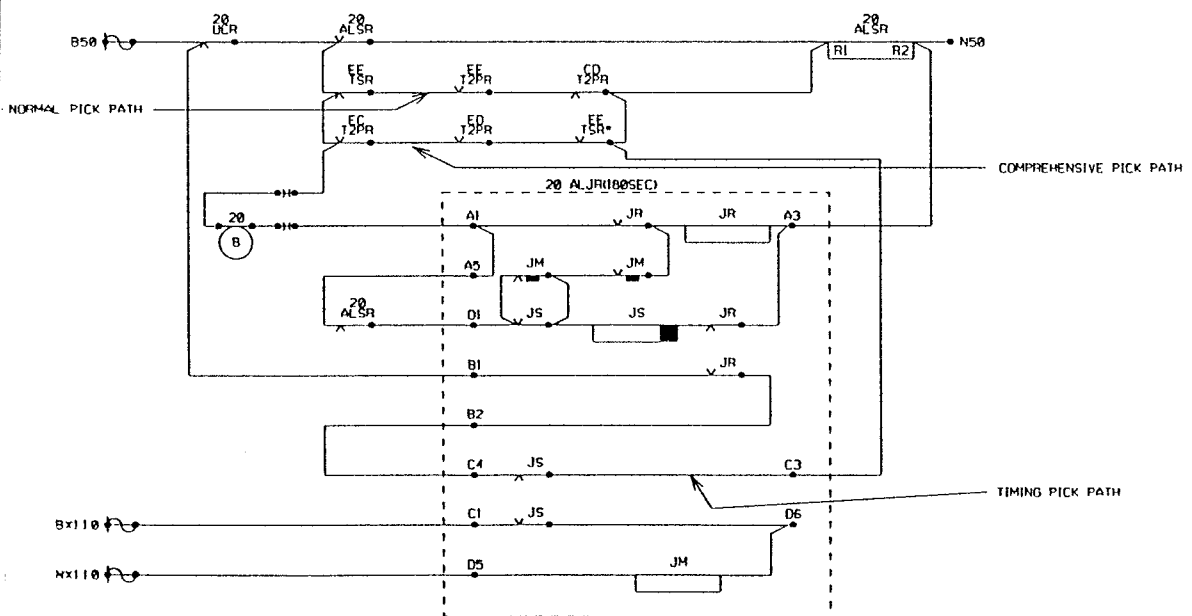 20 20 20
DCR ALSR ALSR
B50 N50
R1 R2
EE EE CD
TSR T2PR T2PR
NORMAL PICK PATH
EC ED EE
T2PR T2PR TSR*
COMPREHENSIVE PICK PATH
20 ALJR(180SEC)
20 A1 JR JR A3
B
A5 JM JM
20
ALSR D1 JS JS JR
B1 JR
B2
C4 JS C3
TIMING PICK PATH
BX110 C1 JS D6
NX110 D5 JM